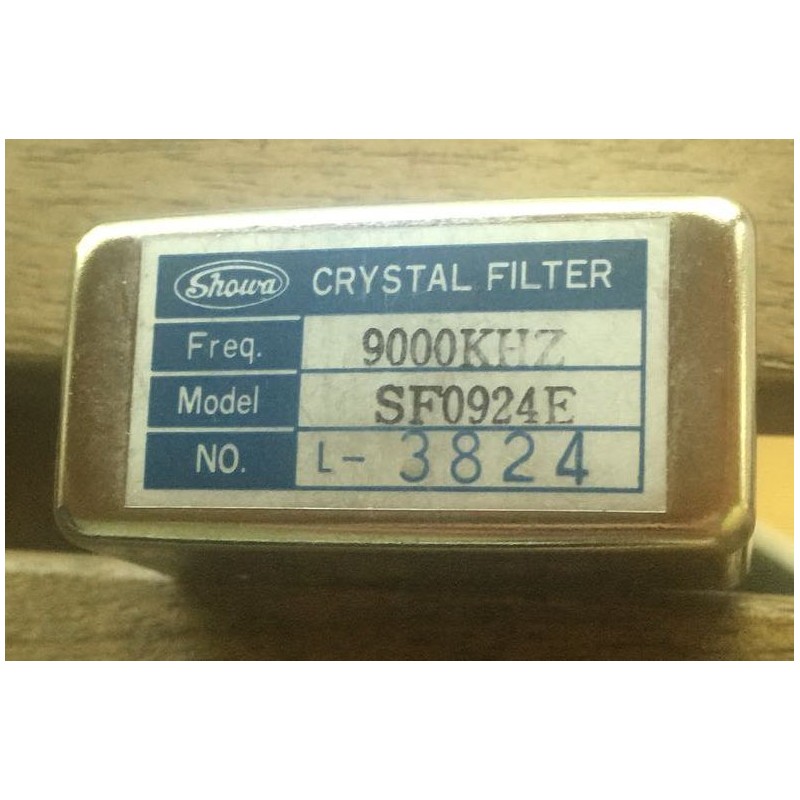 Showa CRYSTAL FILTER
Freq. 9000KHZ
Model SF0924E
NO. L- 3824